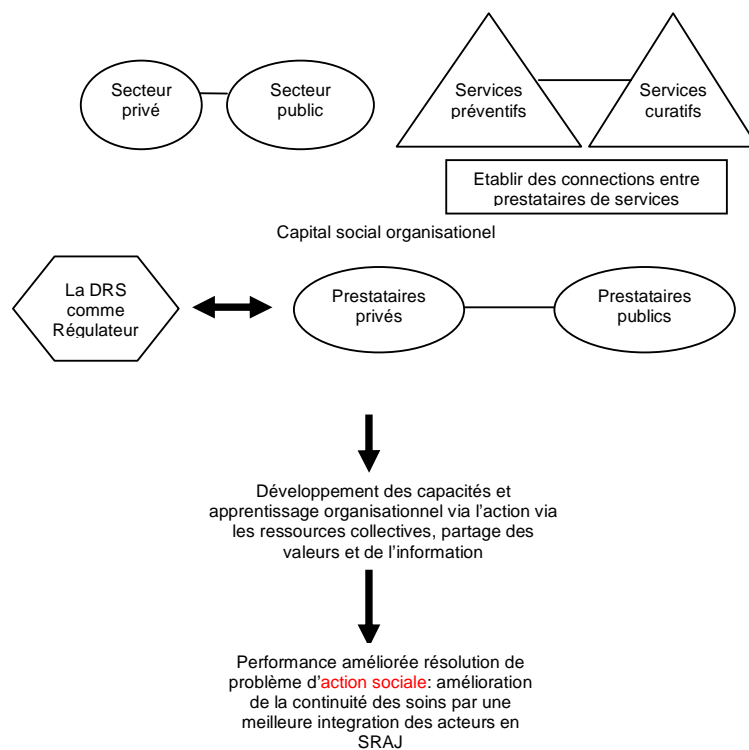 Secteur
privé
Secteur
public
Services
préventifs
Services
curatifs
Etablir des connections entre
prestataires de services
Capital social organisationel
La DRS
comme
Régulateur
Prestataires
privés
Prestataires
publics
Développement des capacités et
apprentissage organisationnel via l'action via
les ressources collectives, partage des
valeurs et de l'information
Performance améliorée résolution de
problème d'action sociale: amélioration
de la continuité des soins par une
meilleure integration des acteurs en
SRAJ